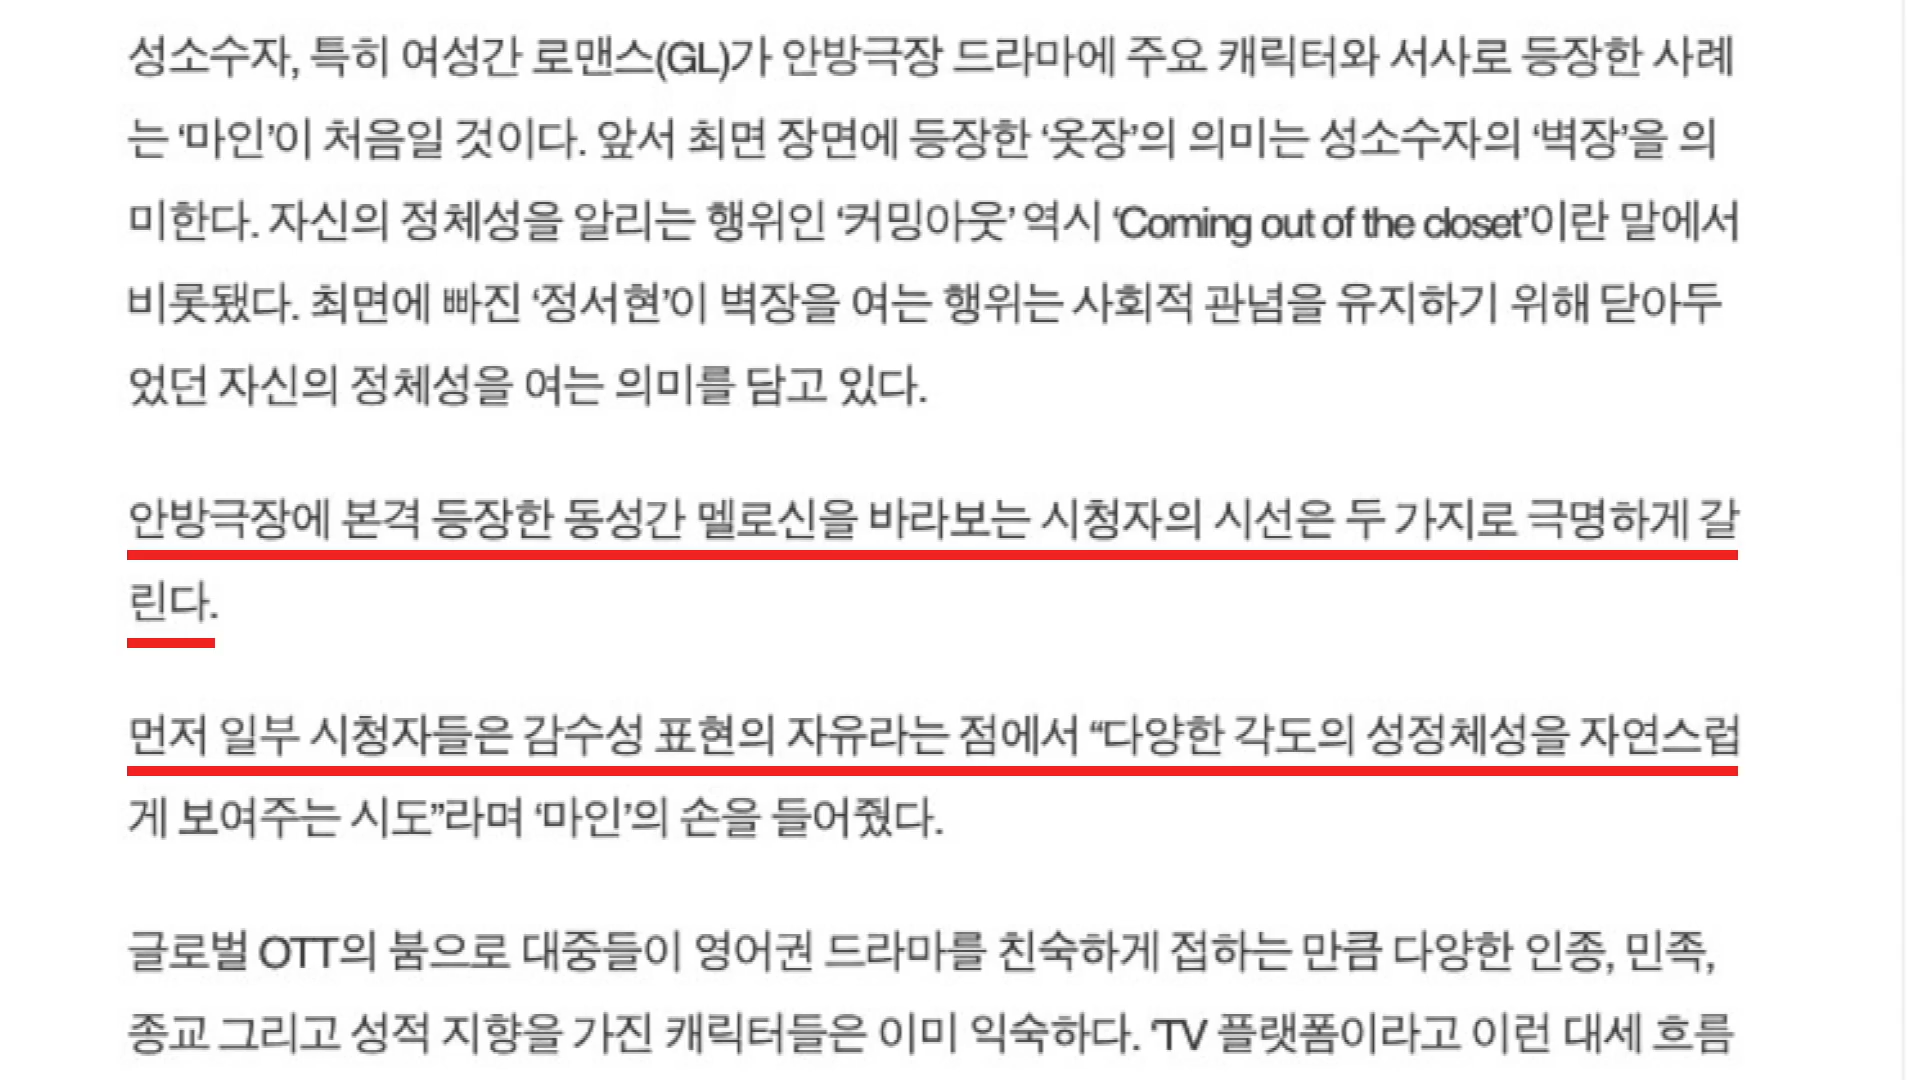 성소수자, 특히 여성간 로맨스(GL)가 안방극장 드라마에 주요 캐릭터와 서사로 등장한 사례
는 ‘마인’이 처음일 것이다. 앞서 최면 장면에 등장한 ‘옷장’의 의미는 성소수자의 ‘벽장’을 의
미한다. 자신의 정체성을 알리는 행위인 ‘커밍아웃’ 역시 ‘Coming out of the closet’이란 말에서
비롯됐다. 최면에 빠진 ‘정서현’이 벽장을 여는 행위는 사회적 관념을 유지하기 위해 닫아두
었던 자신의 정체성을 여는 의미를 담고 있다.
안방극장에 본격 등장한 동성간 멜로신을 바라보는 시청자의 시선은 두 가지로 극명하게 갈
린다.
먼저 일부 시청자들은 감수성 표현의 자유라는 점에서 “다양한 각도의 성정체성을 자연스럽
게 보여주는 시도”라며 ‘마인’의 손을 들어줬다.
글로벌 OTT의 붐으로 대중들이 영어권 드라마를 친숙하게 접하는 만큼 다양한 인종, 민족,
종교 그리고 성적 지향을 가진 캐릭터들은 이미 익숙하다. ‘TV 플랫폼이라고 이런 대세 흐름